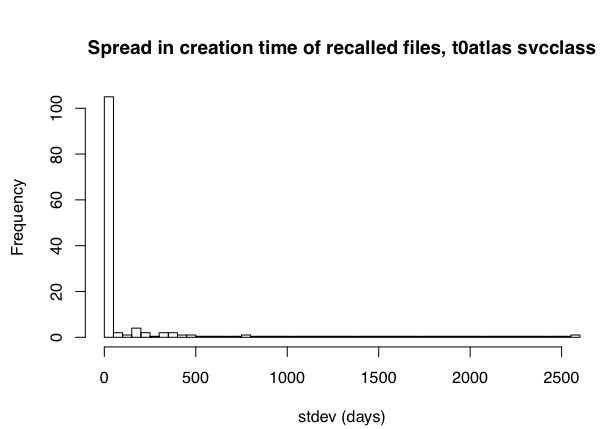 Spread in creation time of recalled files, t0atlas svcclass
Frequency
100
80
60
40
20
0
0 500 1000 1500 2000 2500
stdev (days)